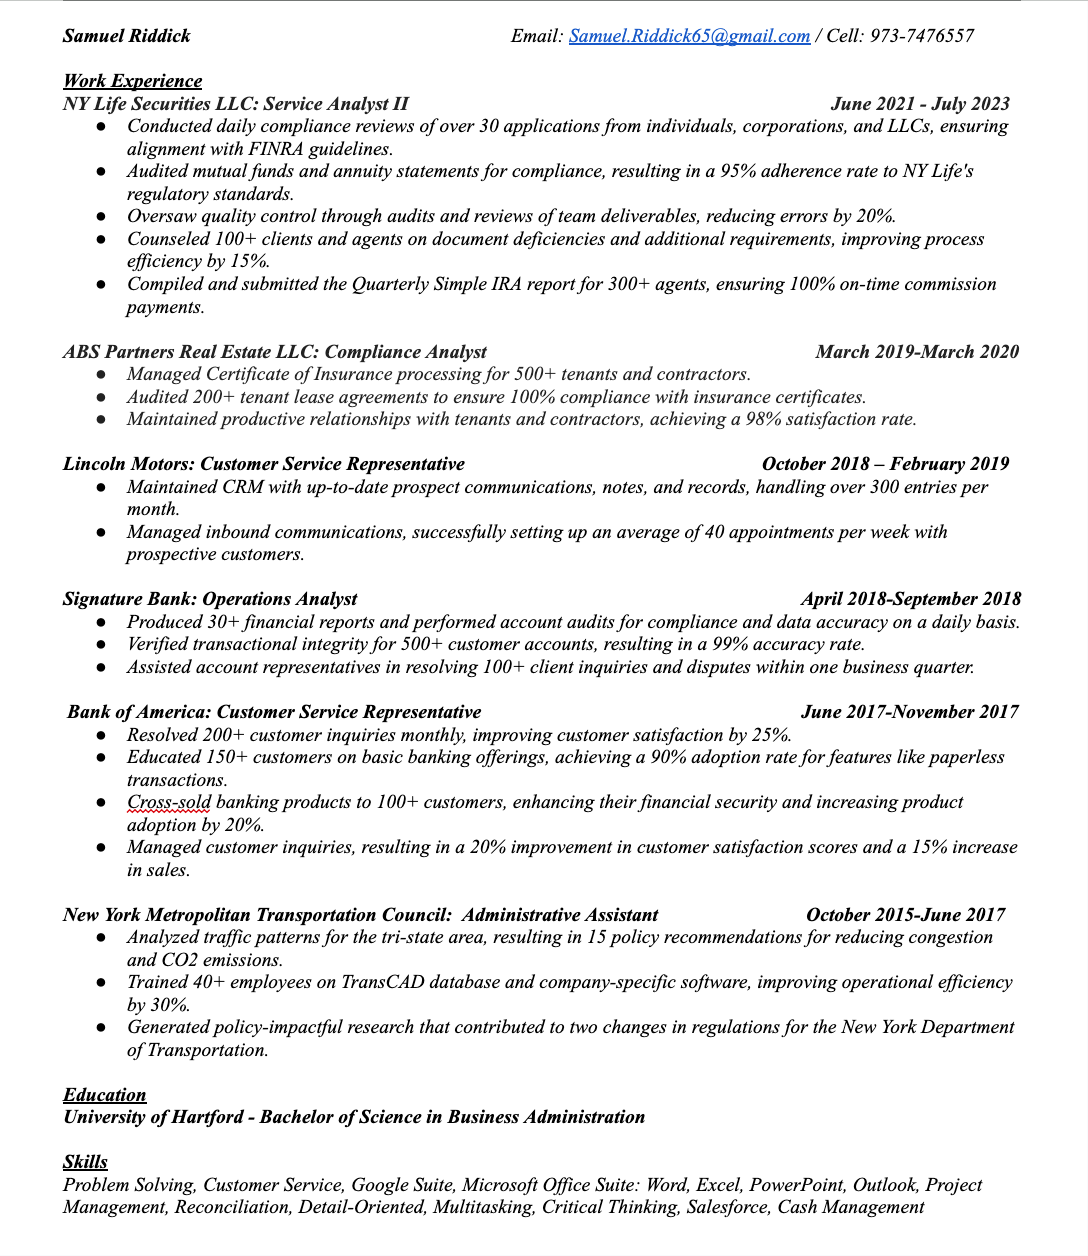 Samuel Riddick Email: Samuel.Riddick65@gmail.com / Cell: 973-7476557
Work Experience
NY Life Securities LLC: Service Analyst II June 2021 - July 2023
● Conducted daily compliance reviews of over 30 applications from individuals, corporations, and LLCs, ensuring
alignment with FINRA guidelines.
● Audited mutual funds and annuity statements for compliance, resulting in a 95% adherence rate to NY Life's
regulatory standards.
● Oversaw quality control through audits and reviews of team deliverables, reducing errors by 20%.
● Counseled 100+ clients and agents on document deficiencies and additional requirements, improving process
efficiency by 15%.
● Compiled and submitted the Quarterly Simple IRA report for 300+ agents, ensuring 100% on-time commission
payments.
ABS Partners Real Estate LLC: Compliance Analyst March 2019-March 2020
● Managed Certificate of Insurance processing for 500+ tenants and contractors.
● Audited 200+ tenant lease agreements to ensure 100% compliance with insurance certificates.
● Maintained productive relationships with tenants and contractors, achieving a 98% satisfaction rate.
Lincoln Motors: Customer Service Representative October 2018 – February 2019
● Maintained CRM with up-to-date prospect communications, notes, and records, handling over 300 entries per
month.
● Managed inbound communications, successfully setting up an average of 40 appointments per week with
prospective customers.
Signature Bank: Operations Analyst April 2018-September 2018
● Produced 30+ financial reports and performed account audits for compliance and data accuracy on a daily basis.
● Verified transactional integrity for 500+ customer accounts, resulting in a 99% accuracy rate.
● Assisted account representatives in resolving 100+ client inquiries and disputes within one business quarter.
Bank of America: Customer Service Representative June 2017-November 2017
● Resolved 200+ customer inquiries monthly, improving customer satisfaction by 25%.
● Educated 150+ customers on basic banking offerings, achieving a 90% adoption rate for features like paperless
transactions.
● Cross-sold banking products to 100+ customers, enhancing their financial security and increasing product
adoption by 20%.
● Managed customer inquiries, resulting in a 20% improvement in customer satisfaction scores and a 15% increase
in sales.
New York Metropolitan Transportation Council: Administrative Assistant October 2015-June 2017
● Analyzed traffic patterns for the tri-state area, resulting in 15 policy recommendations for reducing congestion
and CO2 emissions.
● Trained 40+ employees on TransCAD database and company-specific software, improving operational efficiency
by 30%.
● Generated policy-impactful research that contributed to two changes in regulations for the New York Department
of Transportation.
Education
University of Hartford - Bachelor of Science in Business Administration
Skills
Problem Solving, Customer Service, Google Suite, Microsoft Office Suite: Word, Excel, PowerPoint, Outlook, Project
Management, Reconciliation, Detail-Oriented, Multitasking, Critical Thinking, Salesforce, Cash Management